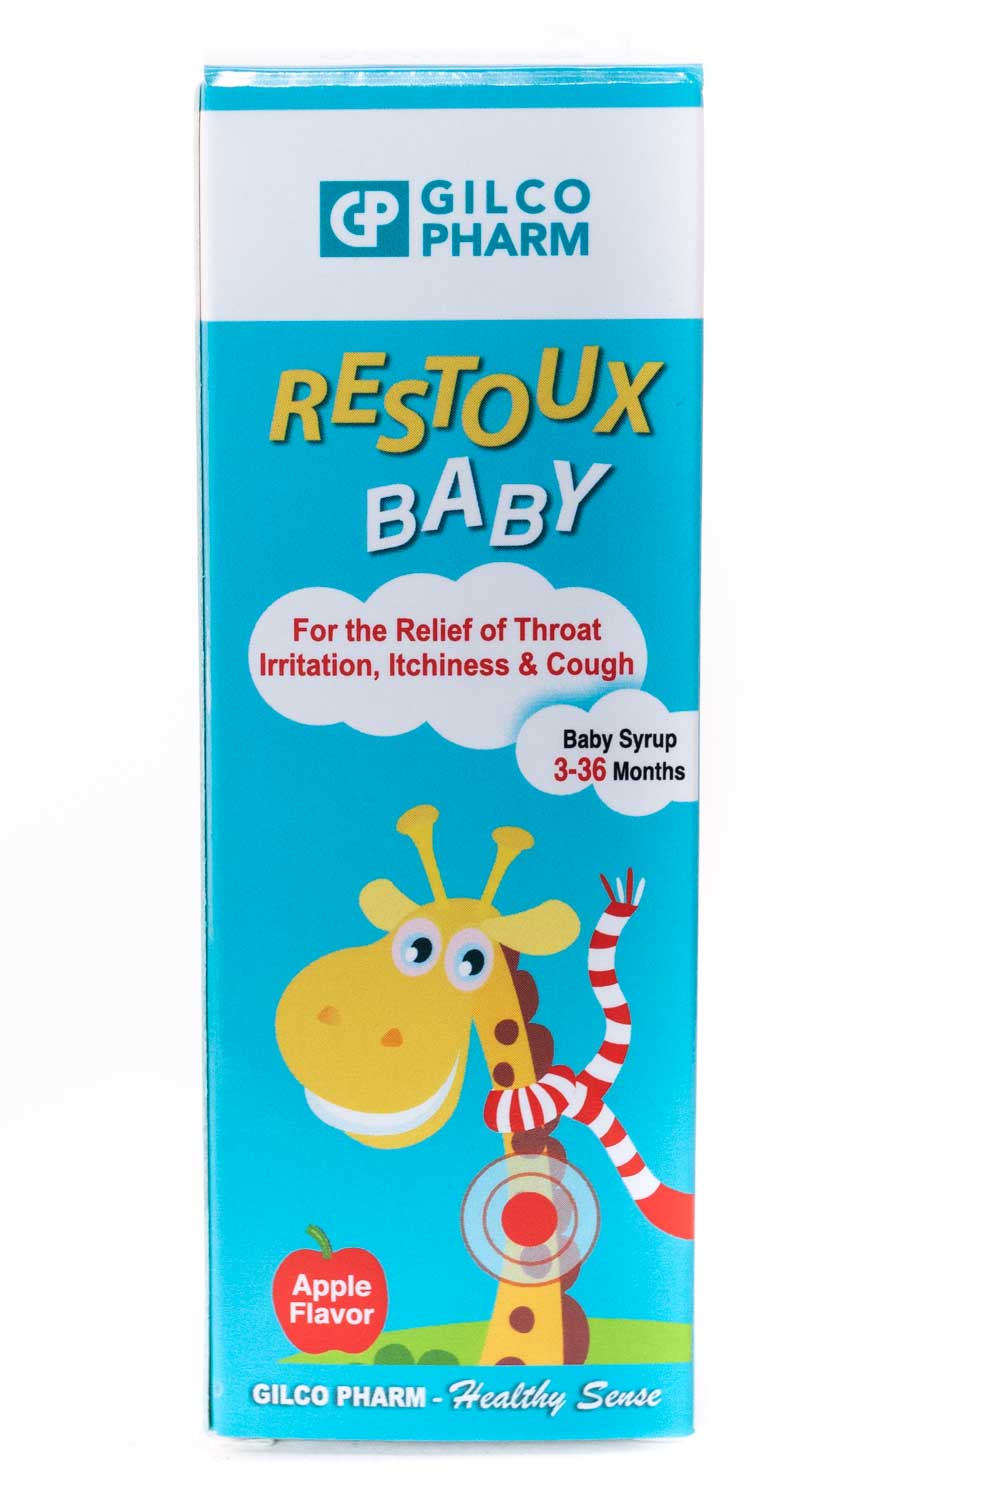 GP GILCO
PHARM
RESTOUX
BABY
For the Relief of Throat
Irritation, Itchiness & Cough
Baby Syrup
3-36 Months
Apple
Flavor
GILCO PHARM - Healthy Sense